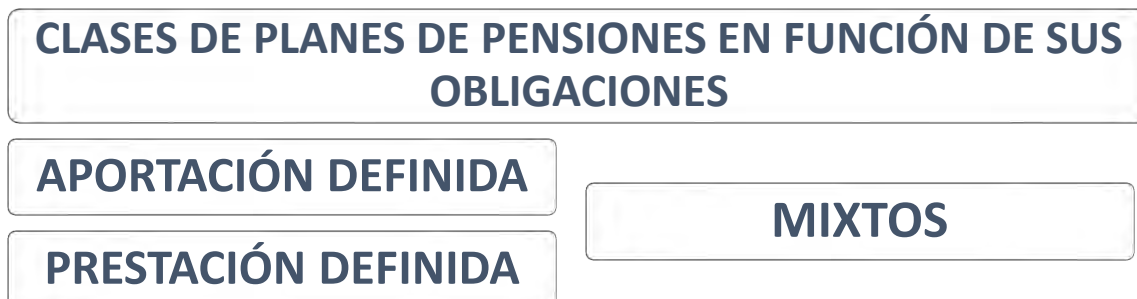 CLASES DE PLANES DE PENSIONES EN FUNCIÓN DE SUS
OBLIGACIONES
APORTACIÓN DEFINIDA
MIXTOS
PRESTACIÓN DEFINIDA